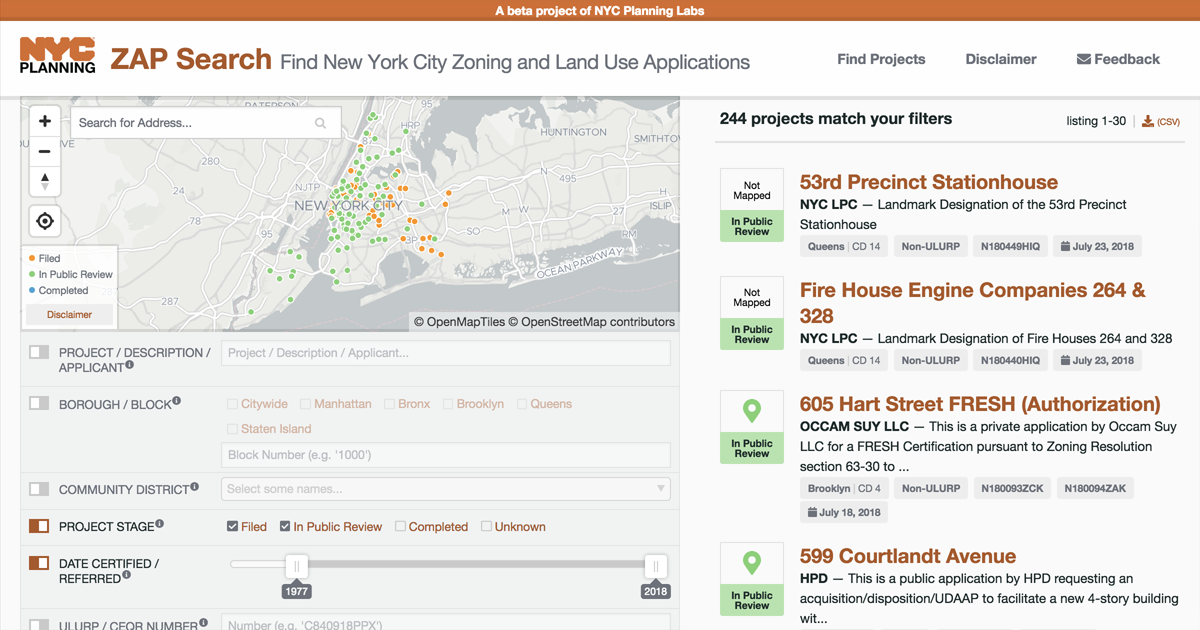 A beta project of NYC Planning Labs
NYC
PLANNING
ZAP Search Find New York City Zoning and Land Use Applications
Find Projects
Disclaimer
Feedback
+
−
Search for Address...
PATERSON
95
HRP
280
24
NJTP
78
95
287
NEW YORK CITY
HUNTINGTON
SMITHTOW
N
495
H
ISLIP
M
W
27
SO
RM
BP
OCEAN PARKWAY
Filed
In Public Review
Completed
Disclaimer
© OpenMapTiles © OpenStreetMap contributors
PROJECT / DESCRIPTION /
APPLICANT
Project / Description / Applicant...
BOROUGH / BLOCK
Citywide
Manhattan
Bronx
Brooklyn
Queens
Staten Island
Block Number (e.g. '1000')
COMMUNITY DISTRICT
Select some names...
PROJECT STAGE
Filed
In Public Review
Completed
Unknown
DATE CERTIFIED /
REFERRED
1977
2018
ULURP / CEQR NUMBER
Number (e.g. 'C840918PPX')
244 projects match your filters
listing 1-30
(CSV)
Not
Mapped
In Public
Review
53rd Precinct Stationhouse
NYC LPC — Landmark Designation of the 53rd Precinct
Stationhouse
Queens | CD 14
Non-ULURP
N180449HIQ
July 23, 2018
Not
Mapped
In Public
Review
Fire House Engine Companies 264 &
328
NYC LPC — Landmark Designation of Fire Houses 264 and 328
Queens | CD 14
Non-ULURP
N180440HIQ
July 23, 2018
In Public
Review
605 Hart Street FRESH (Authorization)
OCCAM SUY LLC — This is a private application by Occam Suy
LLC for a FRESH Certification pursuant to Zoning Resolution
section 63-30 to ...
Brooklyn | CD 4
Non-ULURP
N180093ZCK
N180094ZAK
July 18, 2018
In Public
Review
599 Courtlandt Avenue
HPD — This is a public application by HPD requesting an
acquisition/disposition/UDAAP to facilitate a new 4-story building
wit...